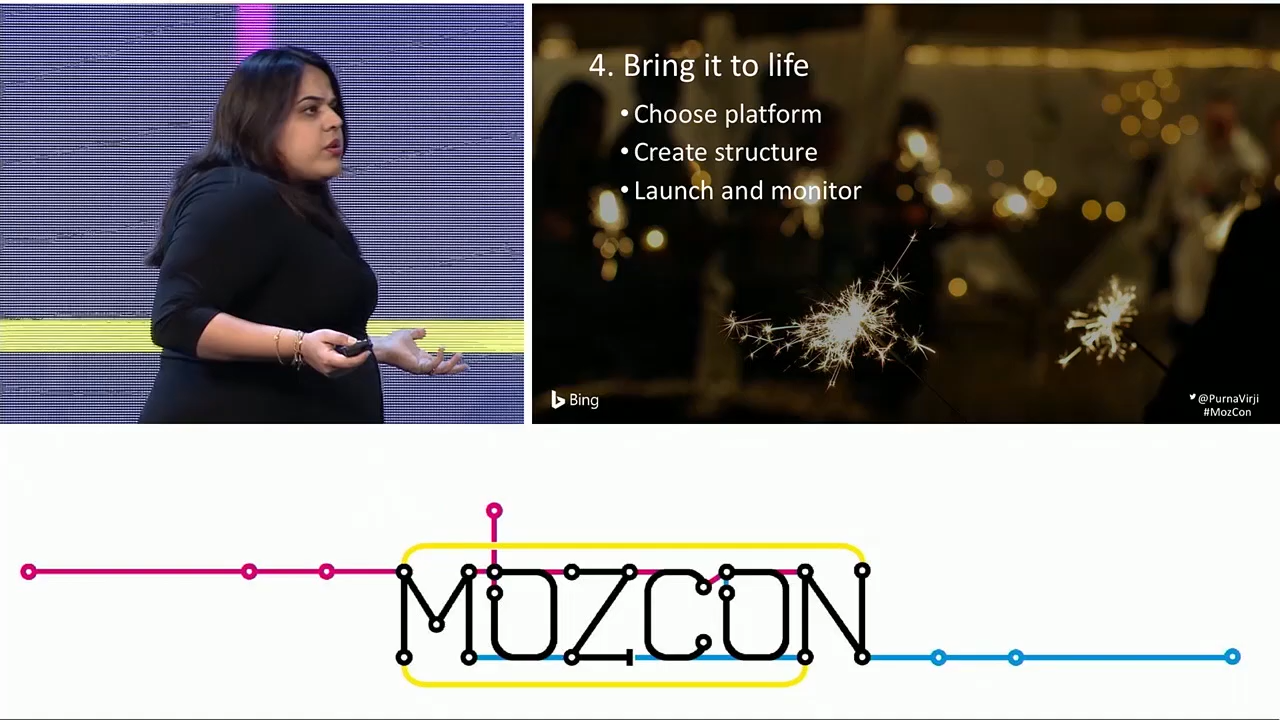 4. Bring it to life
• Choose platform
• Create structure
• Launch and monitor
Bing
@PurnaVirji
#MozCon
MOZCON